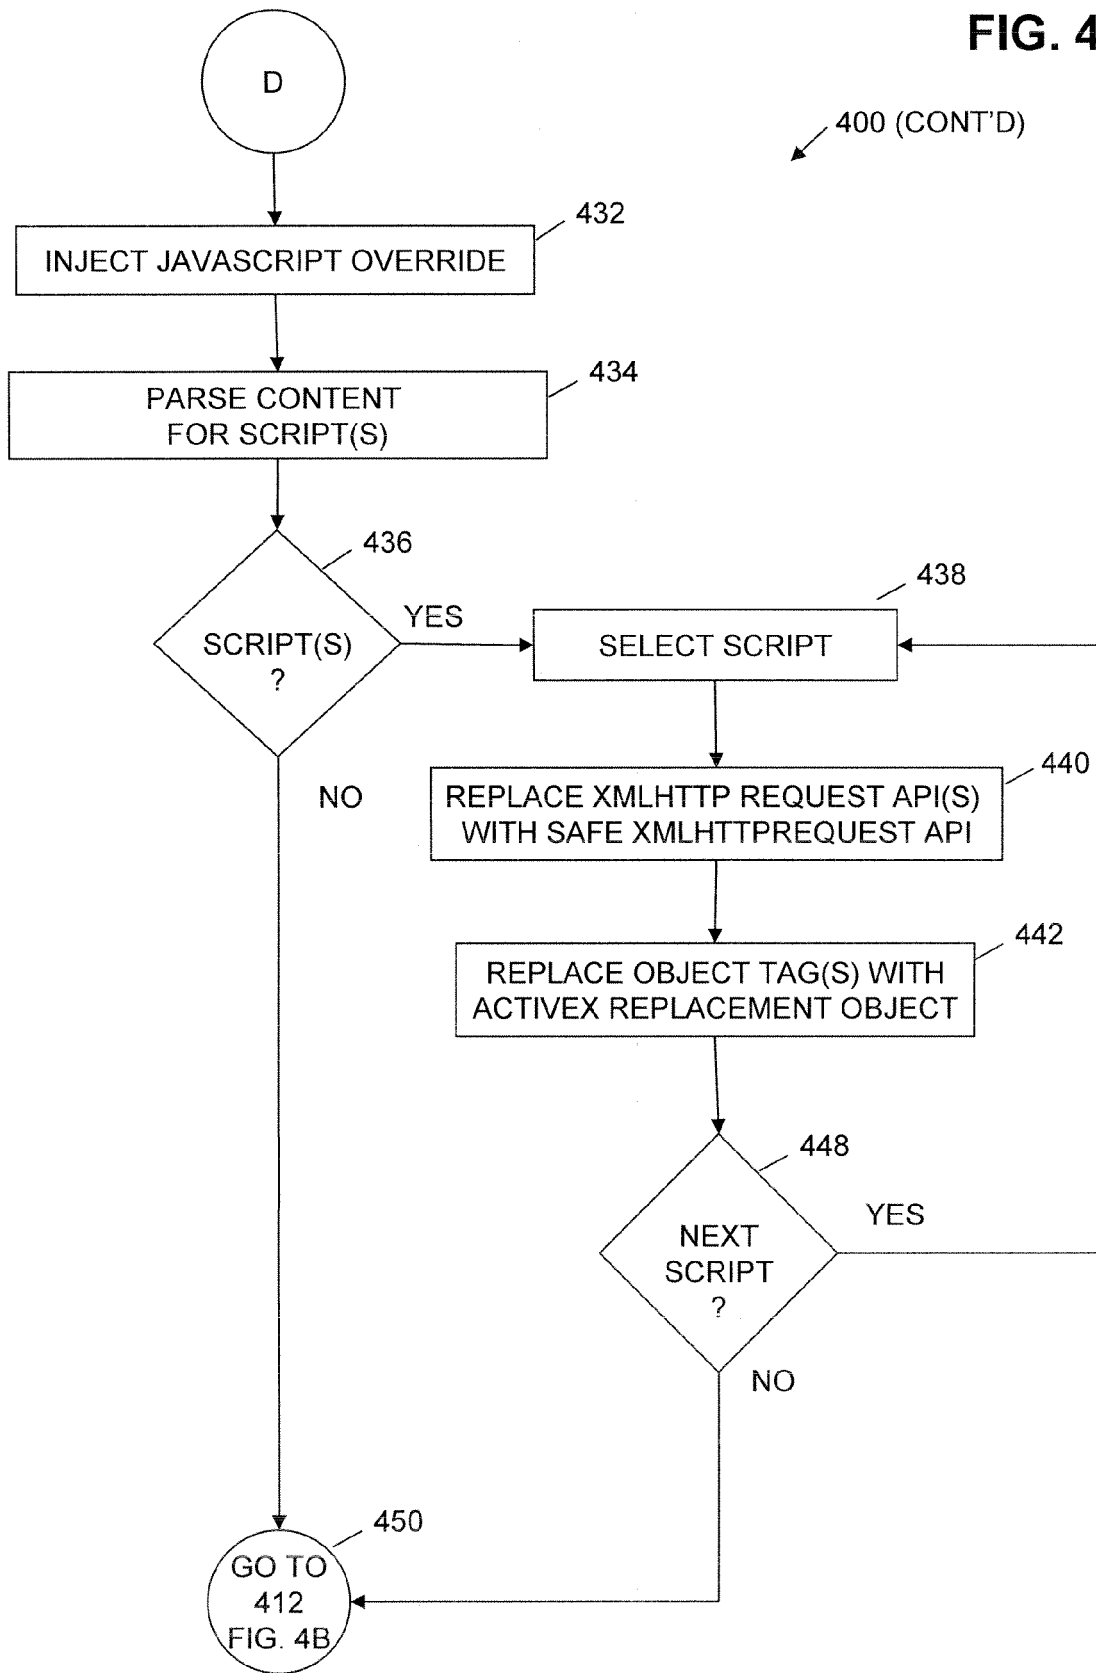 FIG. 4
D
400 (CONT'D)
432
INJECT JAVASCRIPT OVERRIDE
434
PARSE CONTENT
FOR SCRIPT(S)
436
SCRIPT(S)
?
YES
NO
438
SELECT SCRIPT
440
REPLACE XMLHTTP REQUEST API(S)
WITH SAFE XMLHTTPREQUEST API
442
REPLACE OBJECT TAG(S) WITH
ACTIVEX REPLACEMENT OBJECT
448
NEXT
SCRIPT
?
YES
NO
450
GO TO
412
FIG. 4B